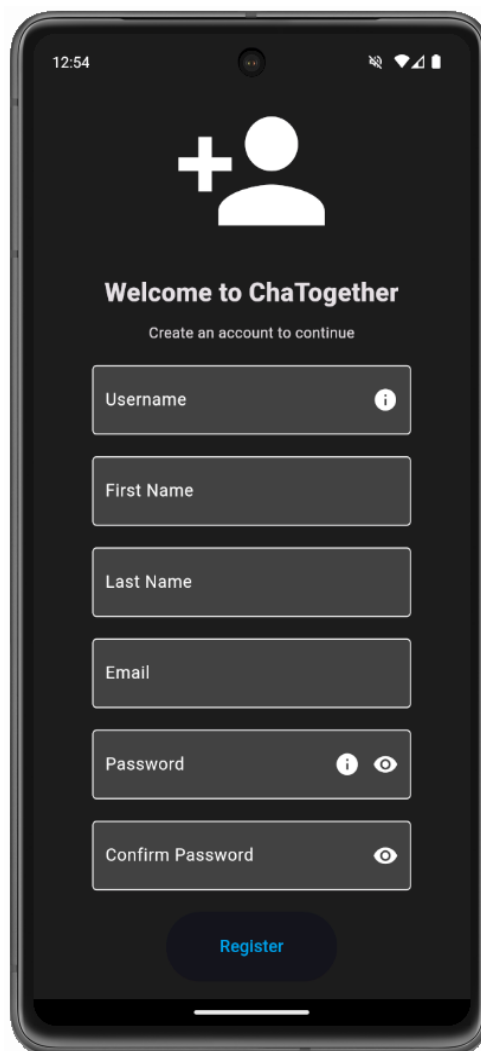 12:54
Welcome to ChaTogether
Create an account to continue
Username
First Name
Last Name
Email
Password
Confirm Password
Register